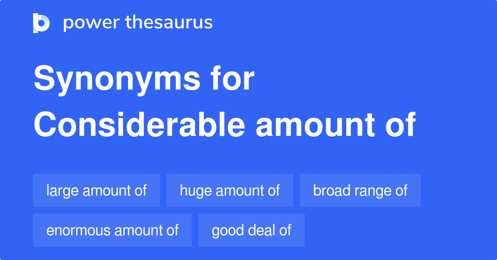 power thesaurus
Synonyms for
Considerable amount of
large amount of huge amount of broad range of
enormous amount of good deal of